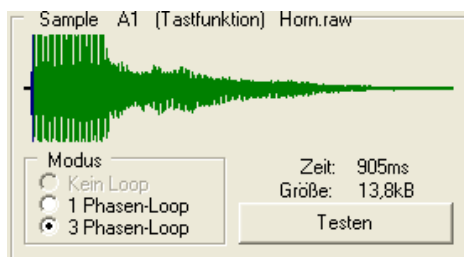 Sample A1 (Tastfunktion) Horn.raw
Modus
Kein Loop
1 Phasen-Loop
3 Phasen-Loop
Zeit: 905ms
Größe: 13,8kB
Testen